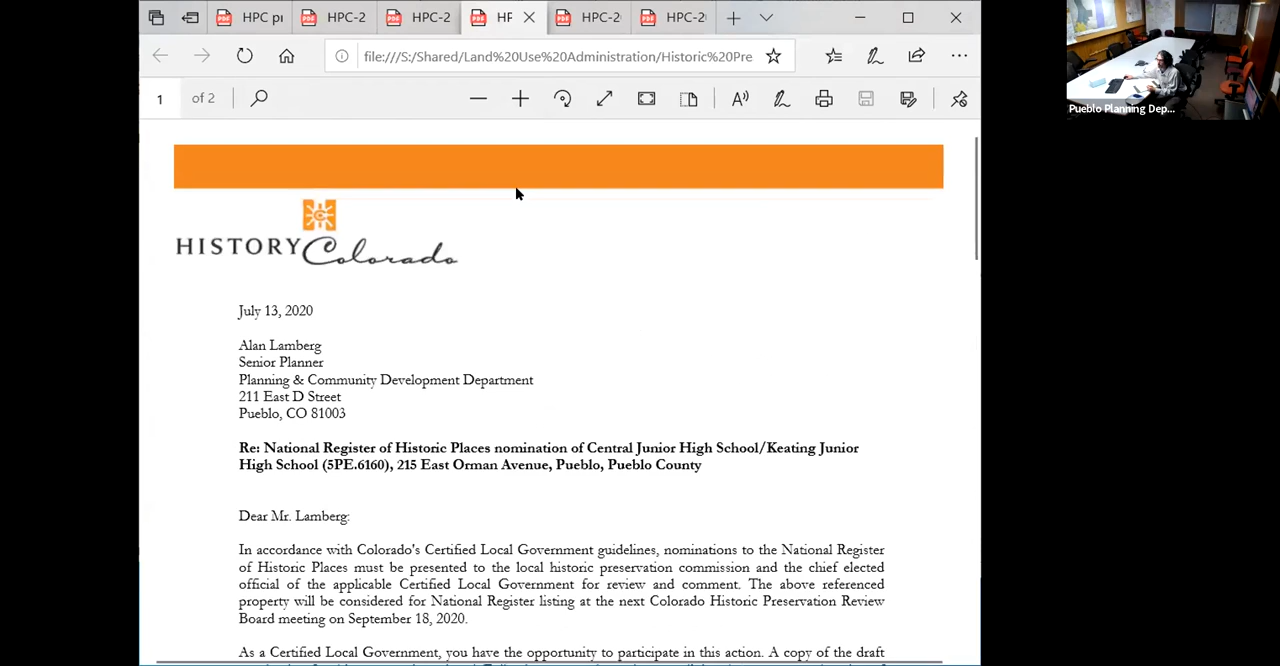 HPC pr
HPC-2
HPC-2
HF
HPC-2
HPC-2
file:///S:/Shared/Land%20Use%20Administration/Historic%20Pre
1 of 2
Pueblo Planning Dep...
HISTORY Colorado
July 13, 2020
Alan Lamberg
Senior Planner
Planning & Community Development Department
211 East D Street
Pueblo, CO 81003
Re: National Register of Historic Places nomination of Central Junior High School/Keating Junior
High School (5PE.6160), 215 East Orman Avenue, Pueblo, Pueblo County
Dear Mr. Lamberg:
In accordance with Colorado's Certified Local Government guidelines, nominations to the National Register
of Historic Places must be presented to the local historic preservation commission and the chief elected
official of the applicable Certified Local Government for review and comment. The above referenced
property will be considered for National Register listing at the next Colorado Historic Preservation Review
Board meeting on September 18, 2020.
As a Certified Local Government, you have the opportunity to participate in this action. A copy of the draft